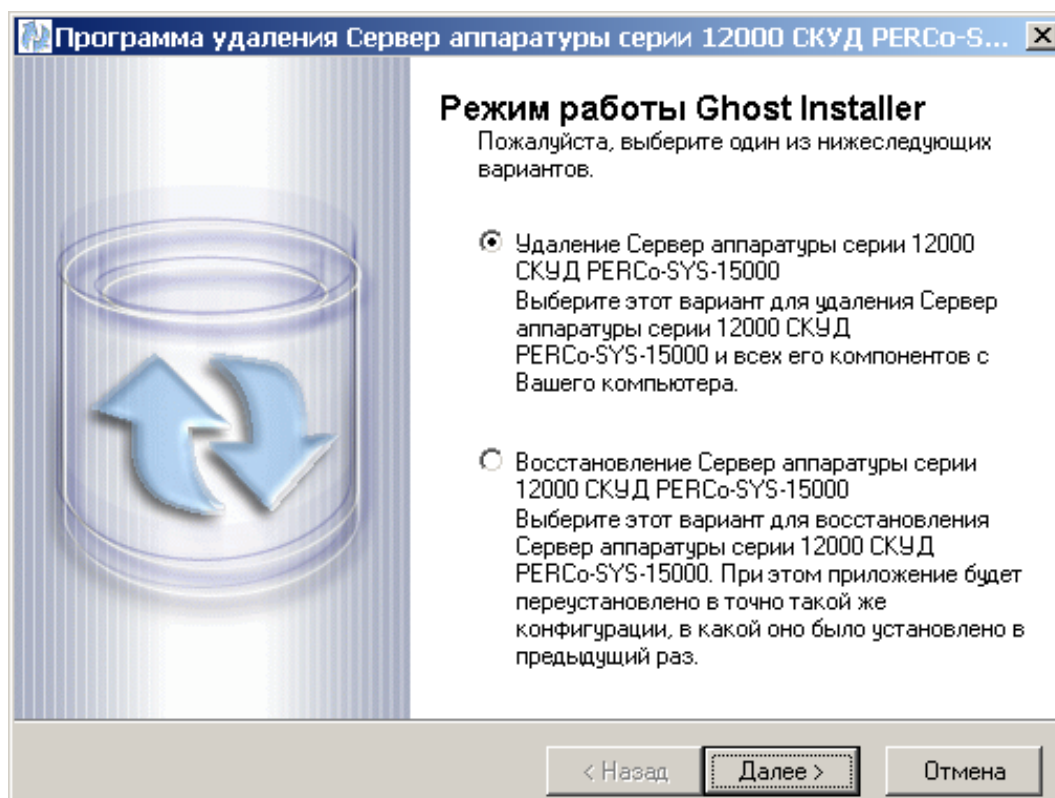 Программа удаления Сервер аппаратуры серии 12000 СКУД PERCo-S...
Режим работы Ghost Installer
Пожалуйста, выберите один из нижеследующих
вариантов.
Удаление Сервер аппаратуры серии 12000
СКУД PERCo-SYS-15000
Выберите этот вариант для удаления Сервер
аппаратуры серии 12000 СКУД
PERCo-SYS-15000 и всех его компонентов с
Вашего компьютера.
Восстановление Сервер аппаратуры серии
12000 СКУД PERCo-SYS-15000
Выберите этот вариант для восстановления
Сервер аппаратуры серии 12000 СКУД
PERCo-SYS-15000. При этом приложение будет
переустановлено в точно такой же
конфигурации, в какой оно было установлено в
предыдущий раз.
< Назад
Далее >
Отмена